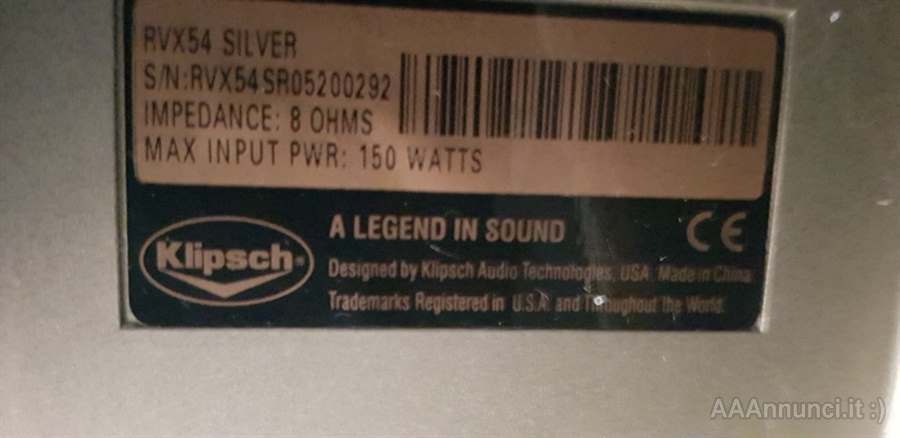 RVX54 SILVER
S/N:RVX54SR05200292
IMPEDANCE: 8 OHMS
MAX INPUT PWR: 150 WATTS
Klipsch
A LEGEND IN SOUND
CE
Designed by Klipsch Audio Technologies, USA. Made in China
Trademarks Registered in U.S.A. and Throughout the World.
AAAnnunci.it :)